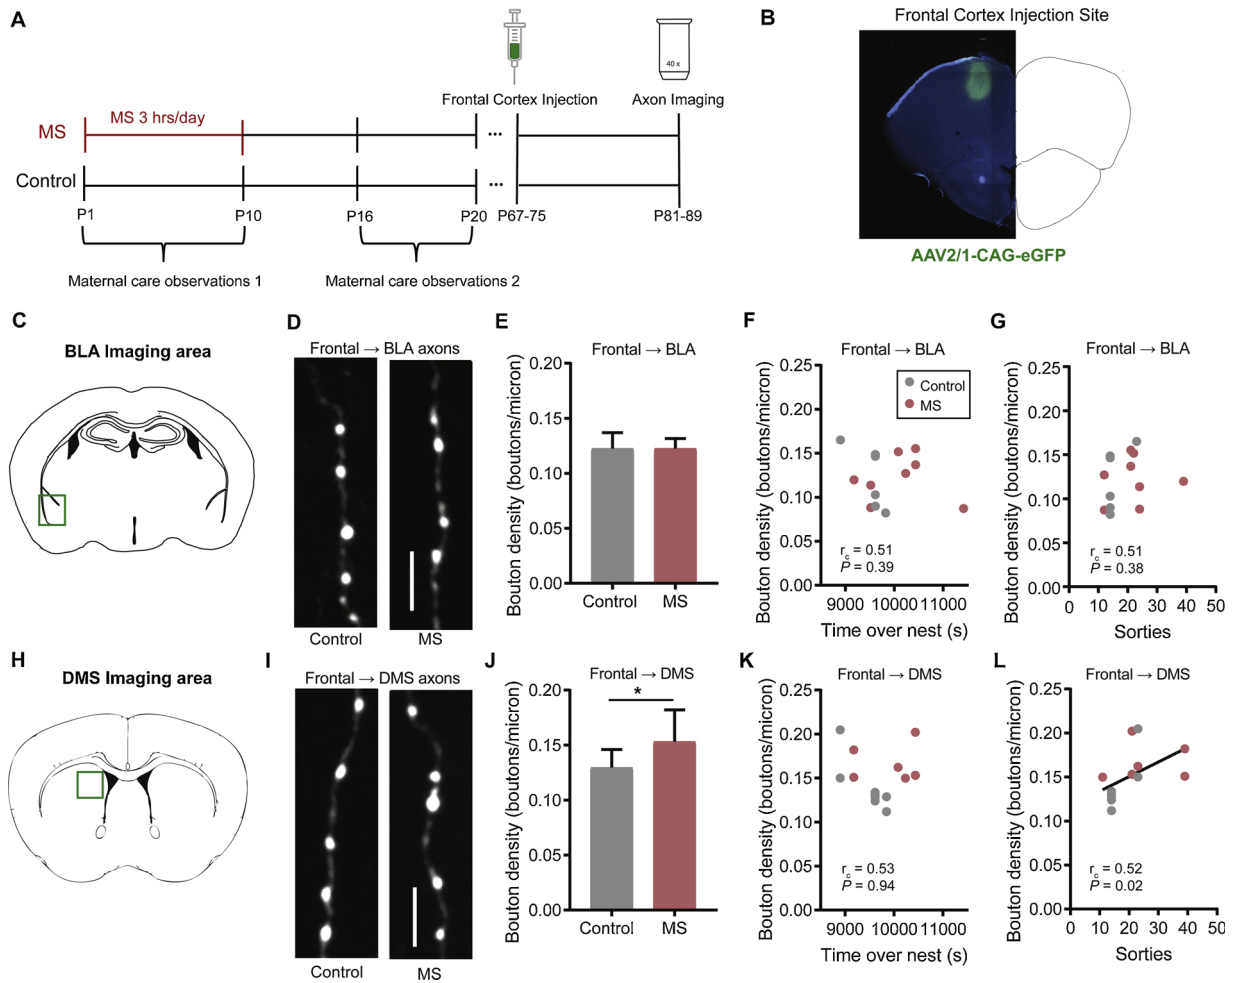 A
Frontal Cortex Injection
40 x
Axon Imaging
MS
MS 3 hrs/day
...
Control
...
P1
P10
P16
P20
P67-75
P81-89
Maternal care observations 1
Maternal care observations 2
B
Frontal Cortex Injection Site
AAV2/1-CAG-eGFP
C
BLA Imaging area
D
Frontal → BLA axons
Control
MS
E
Frontal → BLA
Bouton density (boutons/micron)
0.20
0.15
0.10
0.05
0.00
Control
MS
F
Frontal → BLA
Bouton density (boutons/micron)
0.25
0.20
0.15
0.10
0.05
0.00
Control
MS
rc = 0.51
P = 0.39
9000
10000
11000
Time over nest (s)
G
Frontal → BLA
Bouton density (boutons/micron)
0.25
0.20
0.15
0.10
0.05
0.00
rc = 0.51
P = 0.38
0
10
20
30
40
50
Sorties
H
DMS Imaging area
I
Frontal → DMS axons
Control
MS
J
Frontal → DMS
Bouton density (boutons/micron)
0.20
0.15
0.10
0.05
0.00
*
Control
MS
K
Frontal → DMS
Bouton density (boutons/micron)
0.25
0.20
0.15
0.10
0.05
0.00
rc = 0.53
P = 0.94
9000
10000
11000
Time over nest (s)
L
Frontal → DMS
Bouton density (boutons/micron)
0.25
0.20
0.15
0.10
0.05
0.00
rc = 0.52
P = 0.02
0
10
20
30
40
50
Sorties